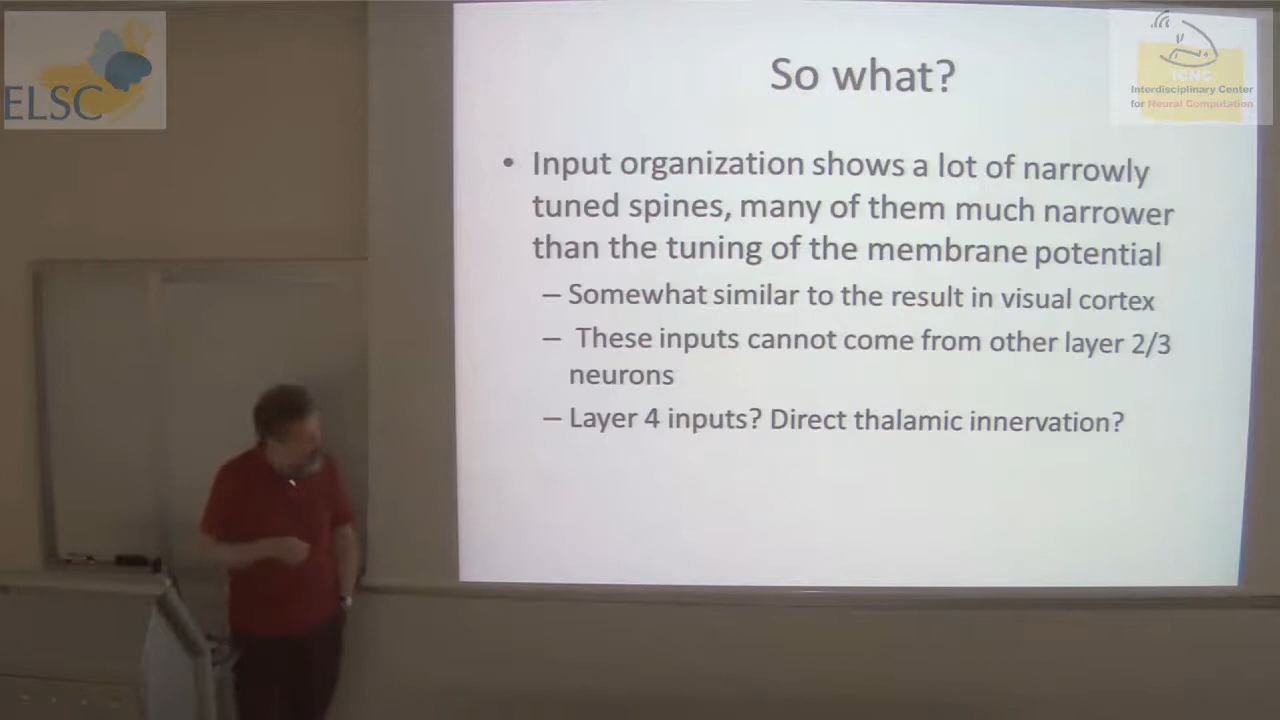 ELSC
ICNC
Interdisciplinary Center
for Neural Computation
So what?
• Input organization shows a lot of narrowly
tuned spines, many of them much narrower
than the tuning of the membrane potential
– Somewhat similar to the result in visual cortex
– These inputs cannot come from other layer 2/3
neurons
– Layer 4 inputs? Direct thalamic innervation?